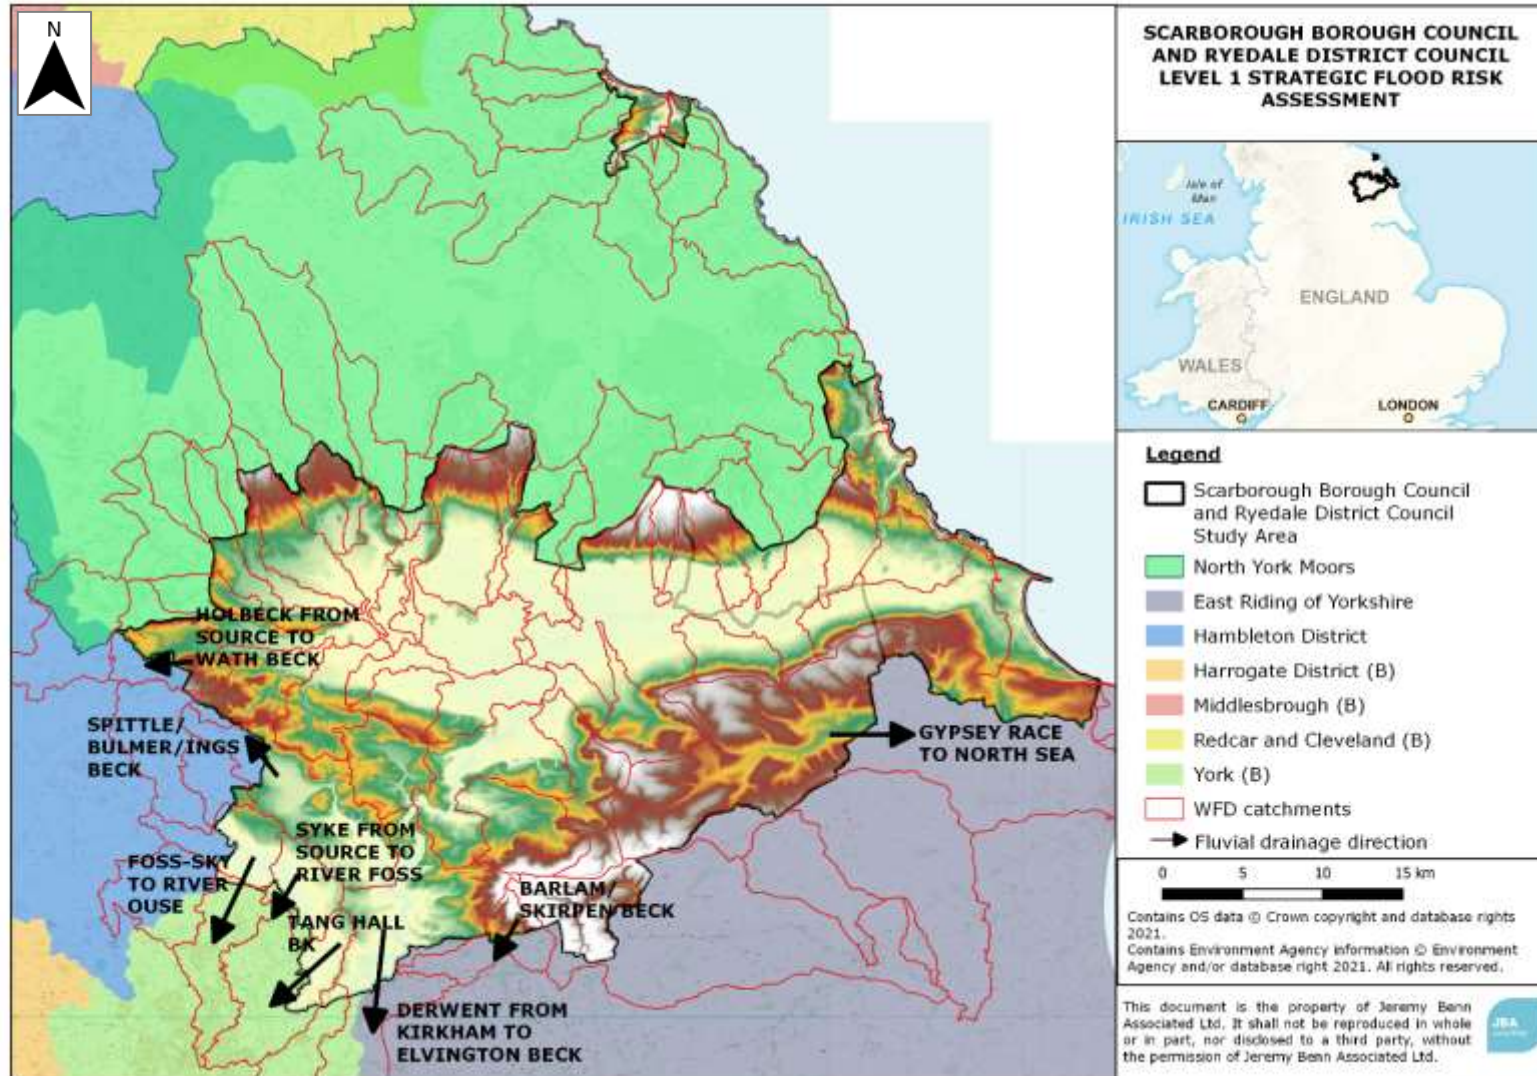 N
SCARBOROUGH BOROUGH COUNCIL
AND RYEDALE DISTRICT COUNCIL
LEVEL 1 STRATEGIC FLOOD RISK
ASSESSMENT
Isle of
Man
IRISH SEA
ENGLAND
WALES
CARDIFF
LONDON
Legend
Scarborough Borough Council
and Ryedale District Council
Study Area
North York Moors
East Riding of Yorkshire
Hambleton District
Harrogate District (B)
Middlesbrough (B)
Redcar and Cleveland (B)
York (B)
WFD catchments
Fluvial drainage direction
0 5 10 15 km
Contains OS data © Crown copyright and database rights
2021.
Contains Environment Agency information © Environment
Agency and/or database right 2021. All rights reserved.
This document is the property of Jeremy Benn
Associated Ltd. It shall not be reproduced in whole
or in part, nor disclosed to a third party, without
the permission of Jeremy Benn Associated Ltd.
JBA
HOLBECK FROM
SOURCE TO
WATH BECK
SPITTLE/
BULMER/INGS
BECK
GYPSEY RACE
TO NORTH SEA
SYKE FROM
SOURCE TO
RIVER FOSS
FOSS-SKY
TO RIVER
OUSE
TANG HALL
BK
BARLAM/
SKIRPEN BECK
DERWENT FROM
KIRKHAM TO
ELVINGTON BECK